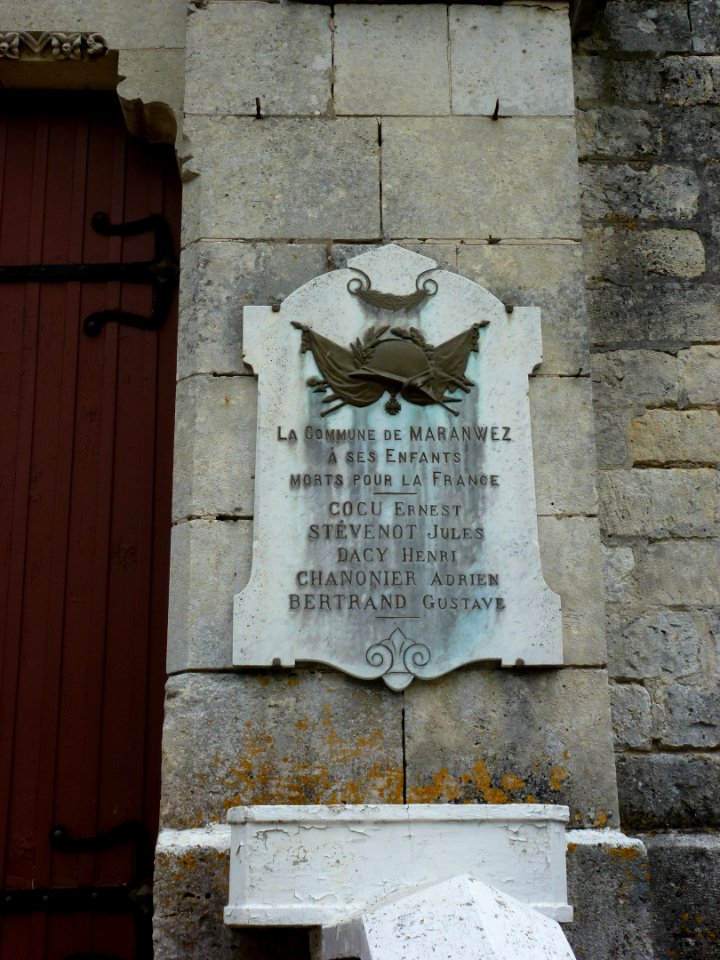 La Commune de MARANWEZ
à ses Enfants
morts pour la France
COCU Ernest
STÉVENOT Jules
DACY Henri
CHANONIER Adrien
BERTRAND Gustave